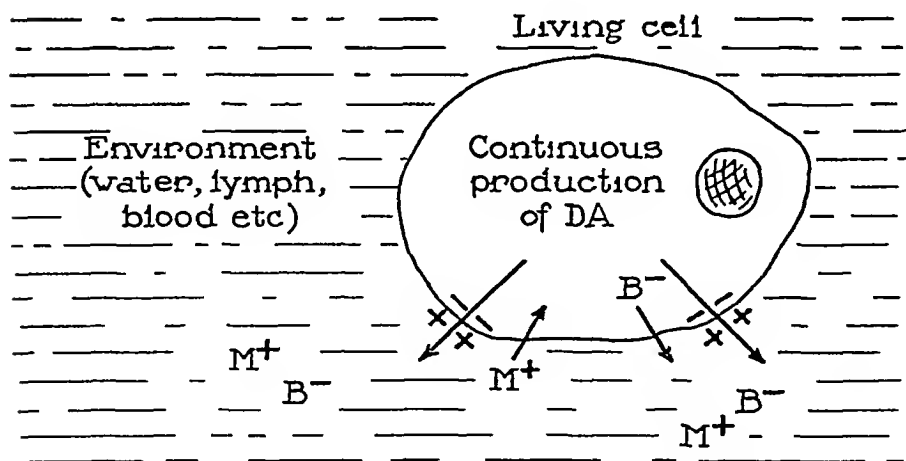 Living cell
Environment
(water, lymph,
blood etc)
Continuous
production
of DA
B⁻
M⁺
M⁺
B⁻
B⁻
M⁺